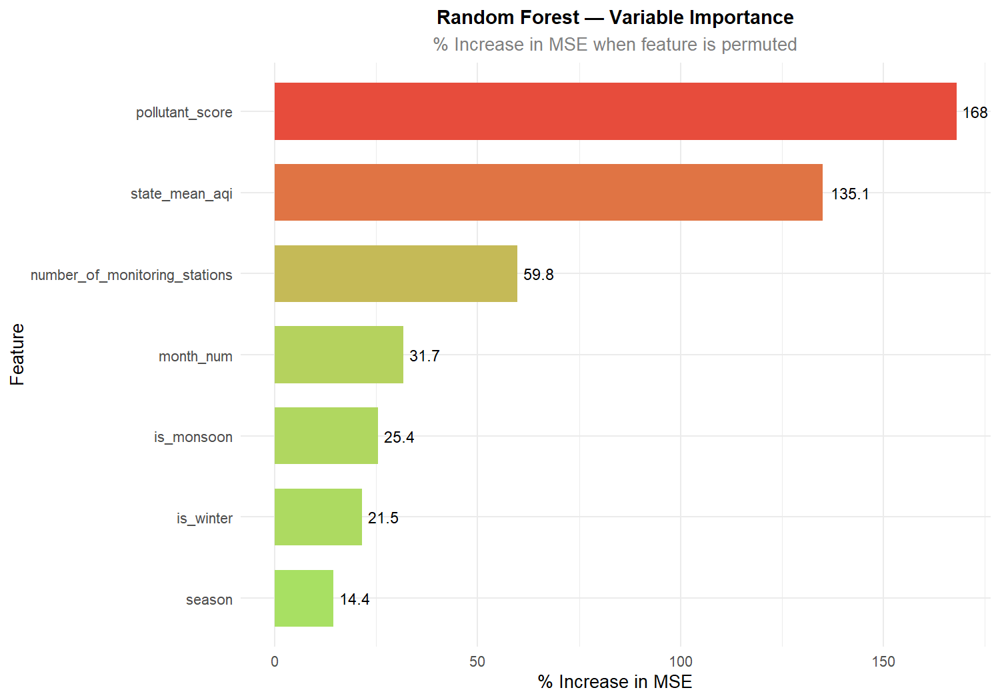 Random Forest — Variable Importance
% Increase in MSE when feature is permuted
pollutant_score 168
state_mean_aqi 135.1
number_of_monitoring_stations 59.8
month_num 31.7
is_monsoon 25.4
is_winter 21.5
season 14.4
Feature
0 50 100 150
% Increase in MSE